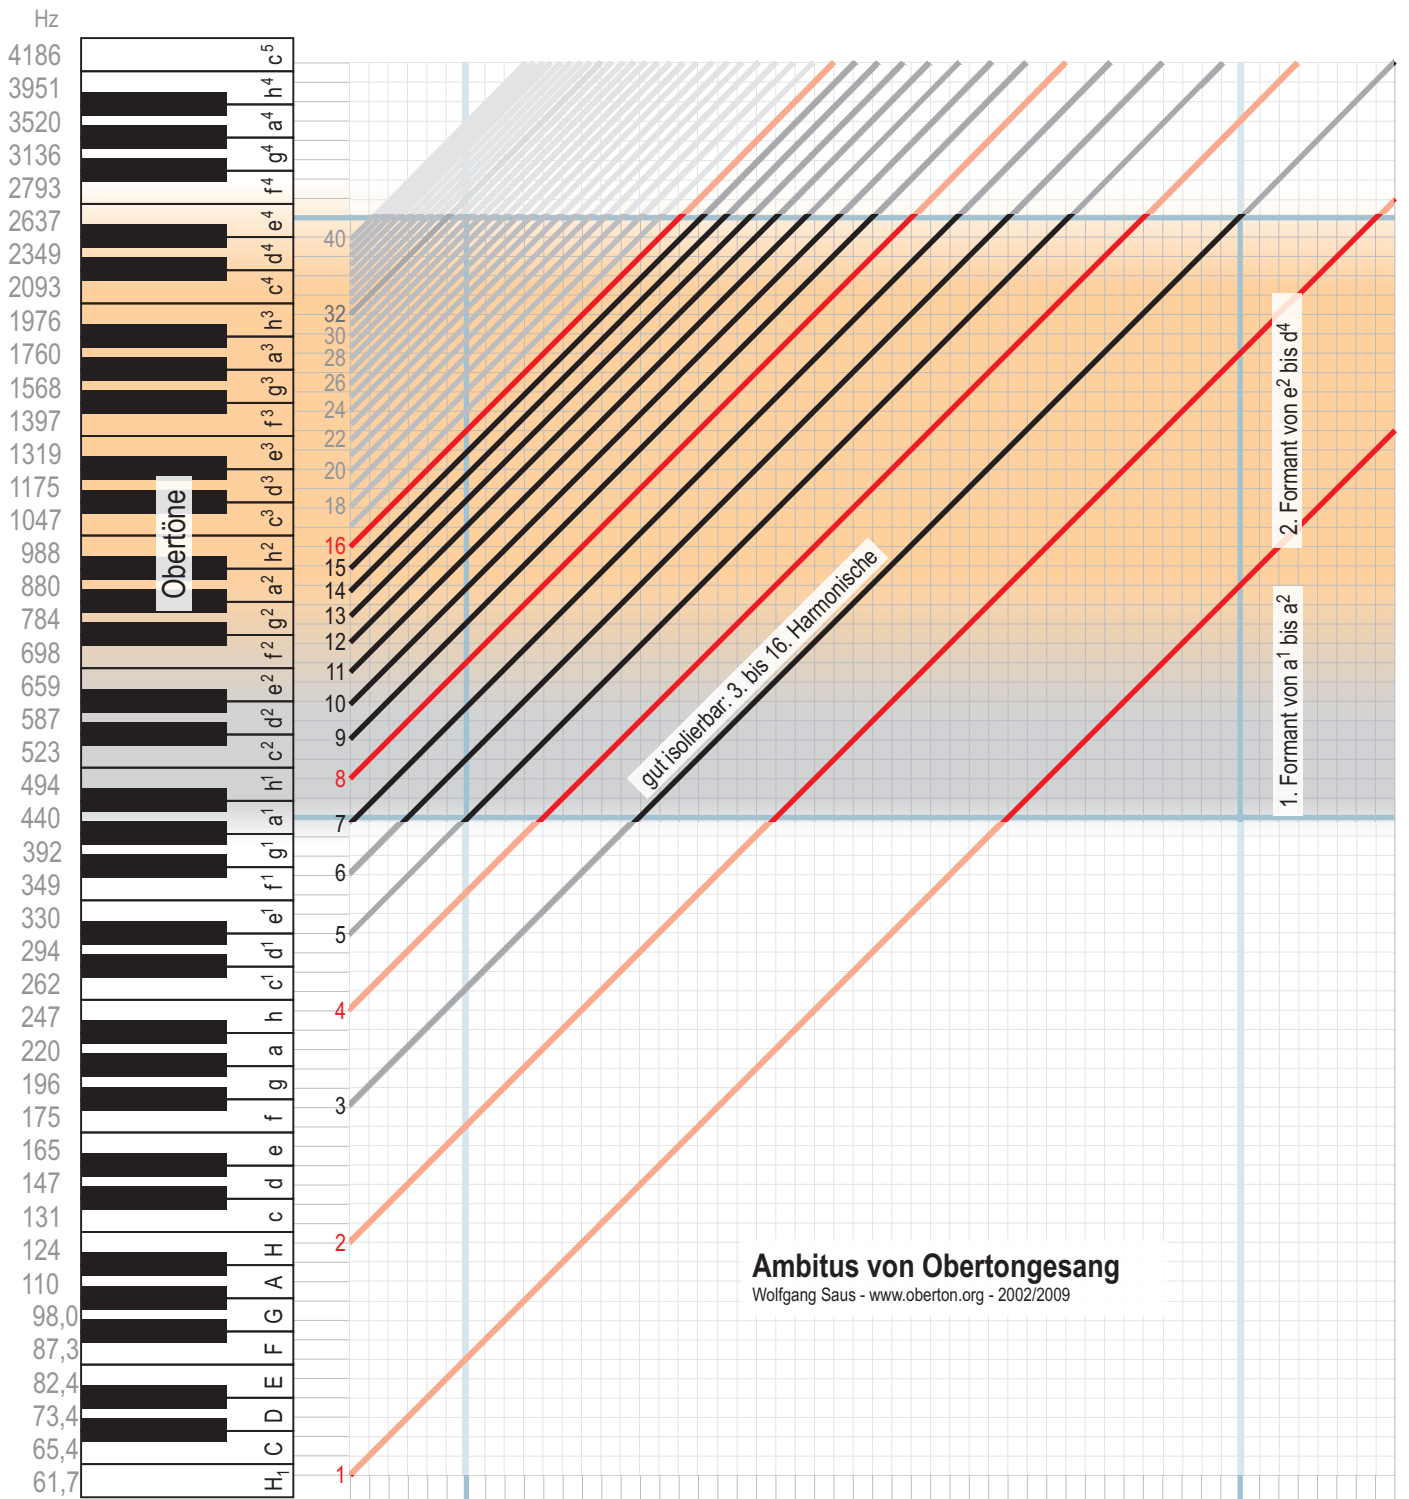 Hz
4186
3951
3520
3136
2793
2637
2349
2093
1976
1760
1568
1397
1319
1175
1047
988
880
784
698
659
587
523
494
440
392
349
330
294
262
247
220
196
175
165
147
131
124
110
98,0
87,3
82,4
73,4
65,4
61,7
c5
h4
a4
g4
f4
e4
d4
c4
h3
a3
g3
f3
e3
d3
c3
h2
a2
g2
f2
e2
d2
c2
h1
a1
g1
f1
e1
d1
c1
h
a
g
f
e
d
c
H
A
G
F
E
D
C
H1
Obertöne
40
32
30
28
26
24
22
20
18
16
15
14
13
12
11
10
9
8
7
6
5
4
3
2
1
gut isolierbar: 3. bis 16. Harmonische
2. Formant von e2 bis d4
1. Formant von a1 bis a2
Ambitus von Obertongesang
Wolfgang Saus - www.oberton.org - 2002/2009